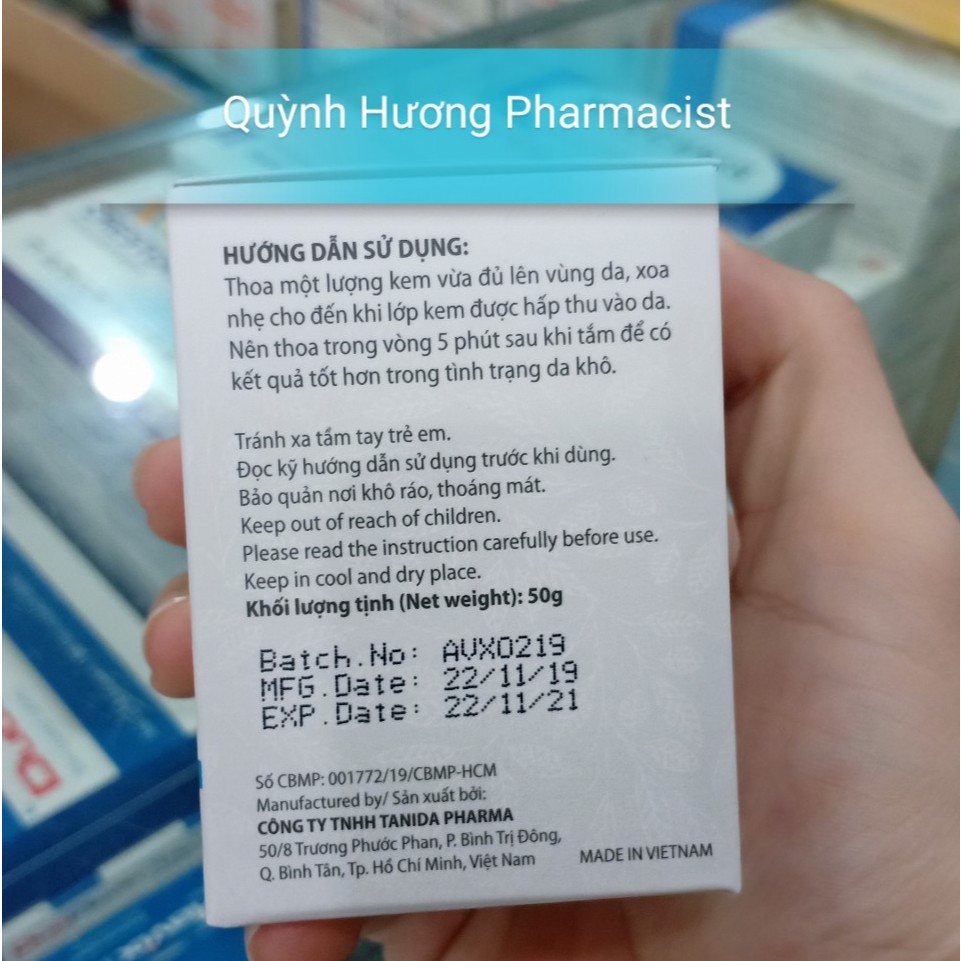 Quỳnh Hương Pharmacist
HƯỚNG DẪN SỬ DỤNG:
Thoa một lượng kem vừa đủ lên vùng da, xoa
nhẹ cho đến khi lớp kem được hấp thu vào da.
Nên thoa trong vòng 5 phút sau khi tắm để có
kết quả tốt hơn trong tình trạng da khô.
Tránh xa tầm tay trẻ em.
Đọc kỹ hướng dẫn sử dụng trước khi dùng.
Bảo quản nơi khô ráo, thoáng mát.
Keep out of reach of children.
Please read the instruction carefully before use.
Keep in cool and dry place.
Khối lượng tịnh (Net weight): 50g
Batch.No: AVX0219
MFG.Date: 22/11/19
EXP.Date: 22/11/21
Số CBMP: 001772/19/CBMP-HCM
Manufactured by/ Sản xuất bởi:
CÔNG TY TNHH TANIDA PHARMA
50/8 Trương Phước Phan, P. Bình Trị Đông,
Q. Bình Tân, Tp. Hồ Chí Minh, Việt Nam
MADE IN VIETNAM